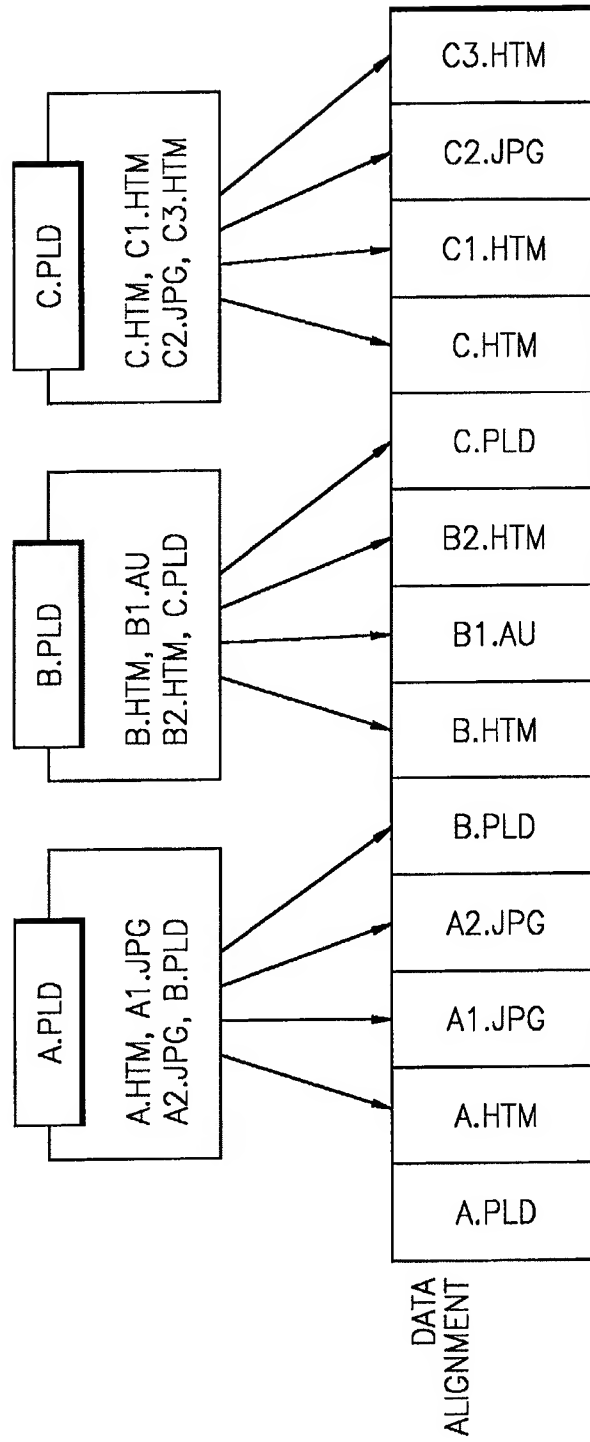 A.PLD
A.HTM, A1.JPG
A2.JPG, B.PLD
B.PLD
B.HTM, B1.AU
B2.HTM, C.PLD
C.PLD
C.HTM, C1.HTM
C2.JPG, C3.HTM
DATA
ALIGNMENT
A.PLD
A.HTM
A1.JPG
A2.JPG
B.PLD
B.HTM
B1.AU
B2.HTM
C.PLD
C.HTM
C1.HTM
C2.JPG
C3.HTM